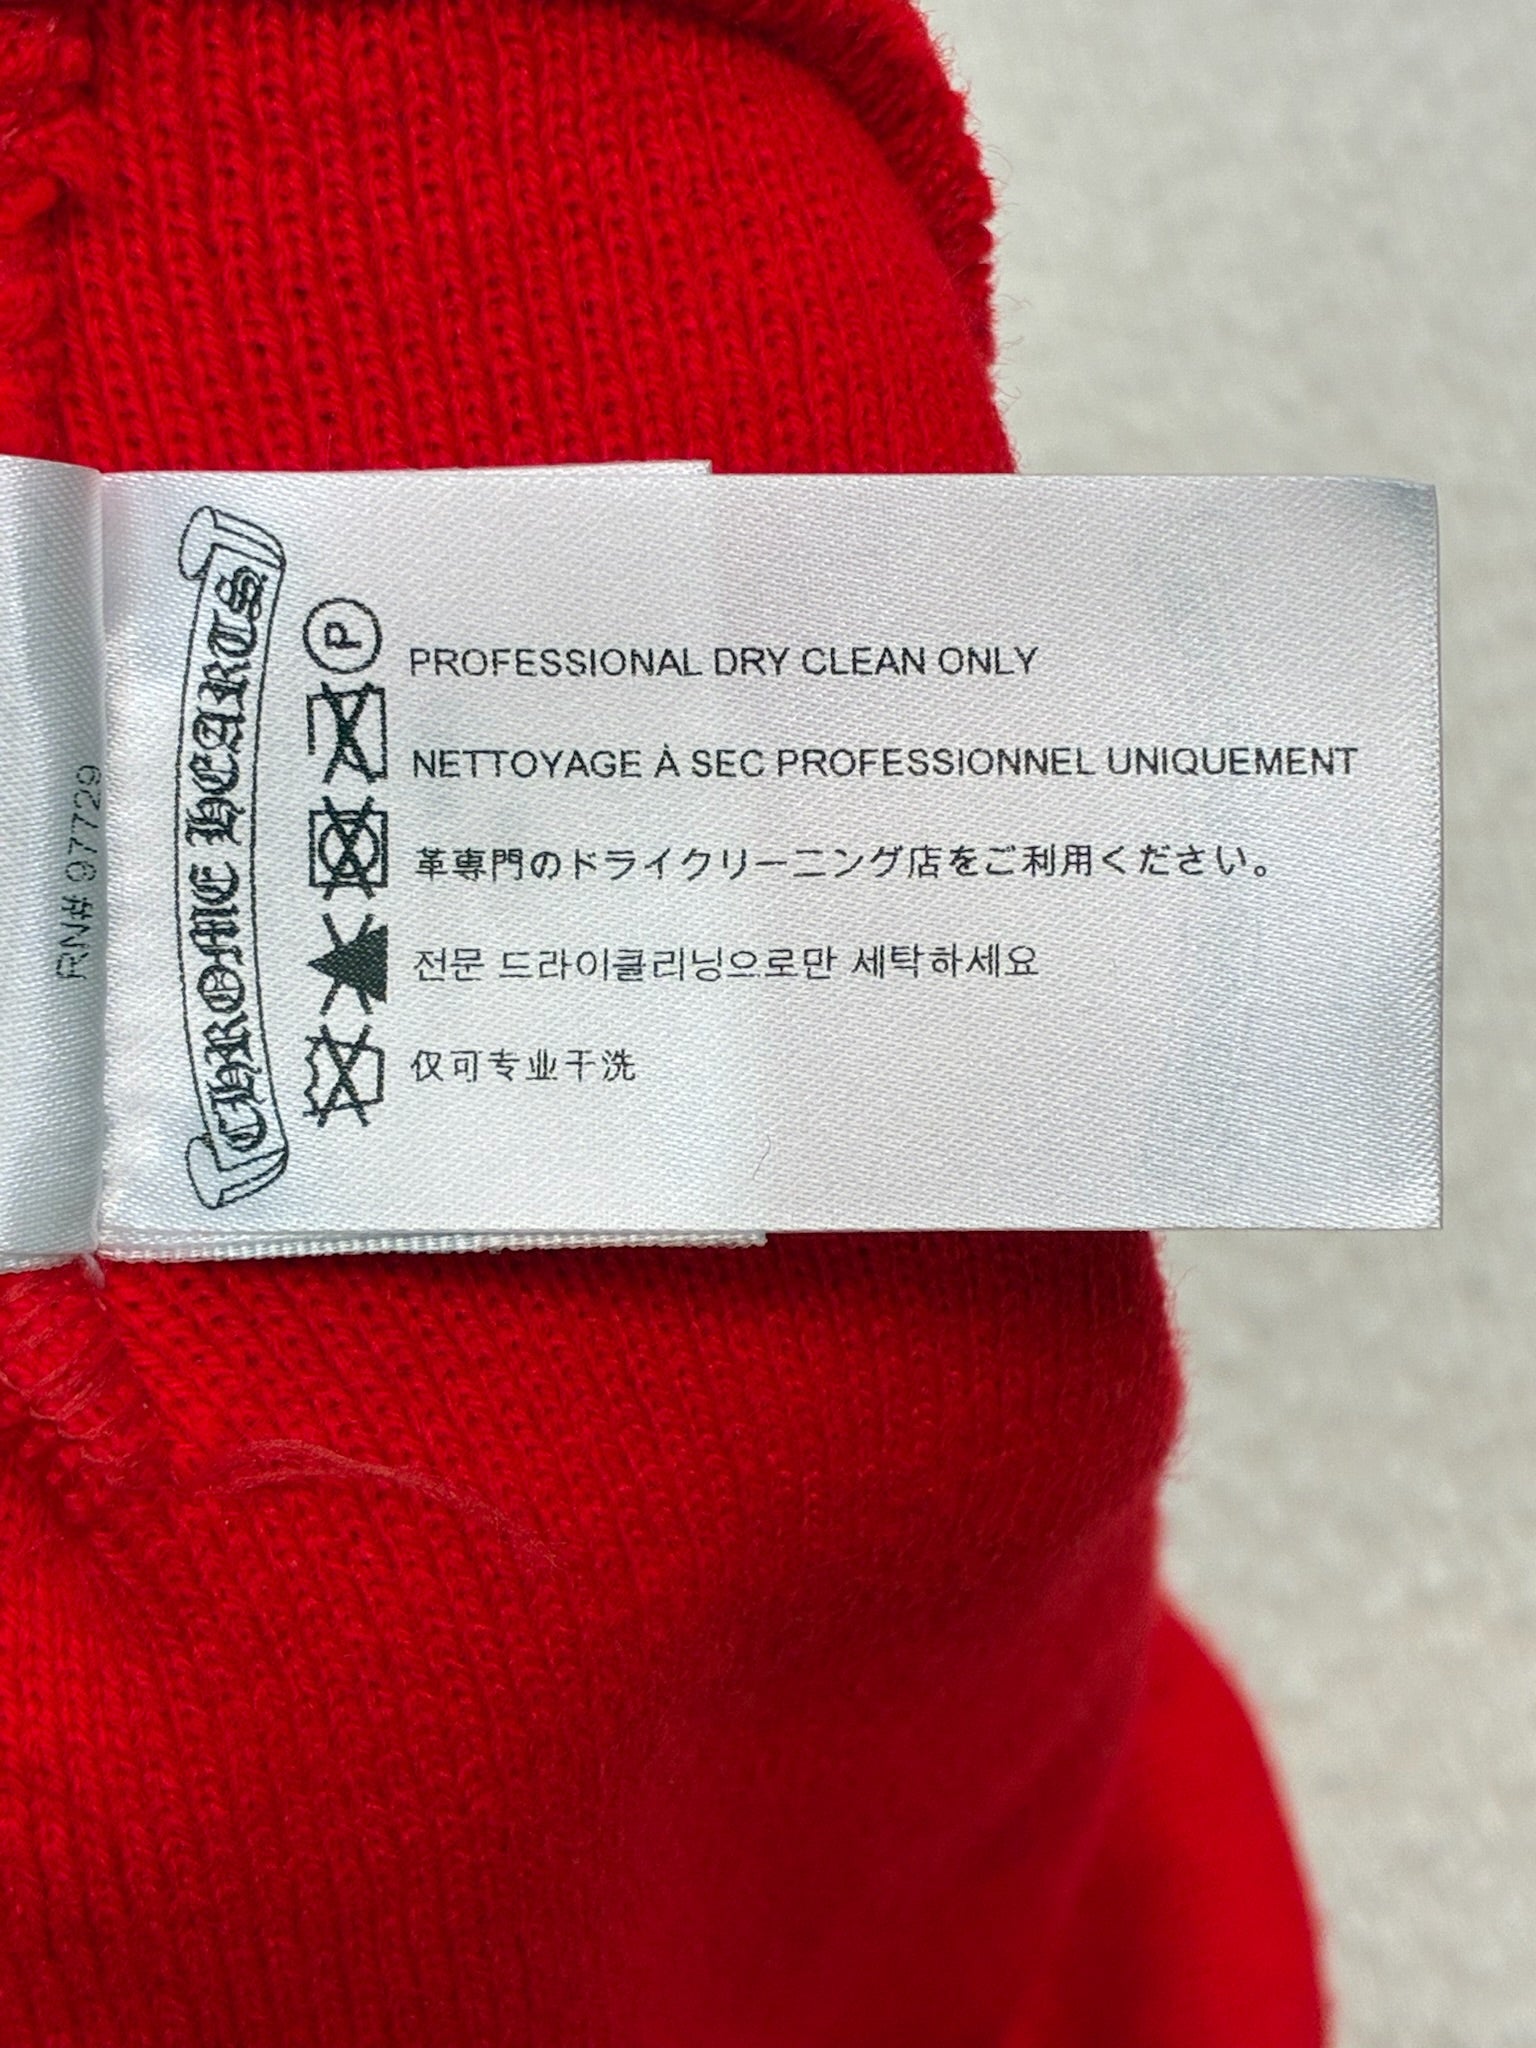 RN# 97729
CHROME HEARTS
P
PROFESSIONAL DRY CLEAN ONLY
NETTOYAGE À SEC PROFESSIONNEL UNIQUEMENT
革専門のドライクリーニング店をご利用ください。
전문 드라이클리닝으로만 세탁하세요
仅可专业干洗